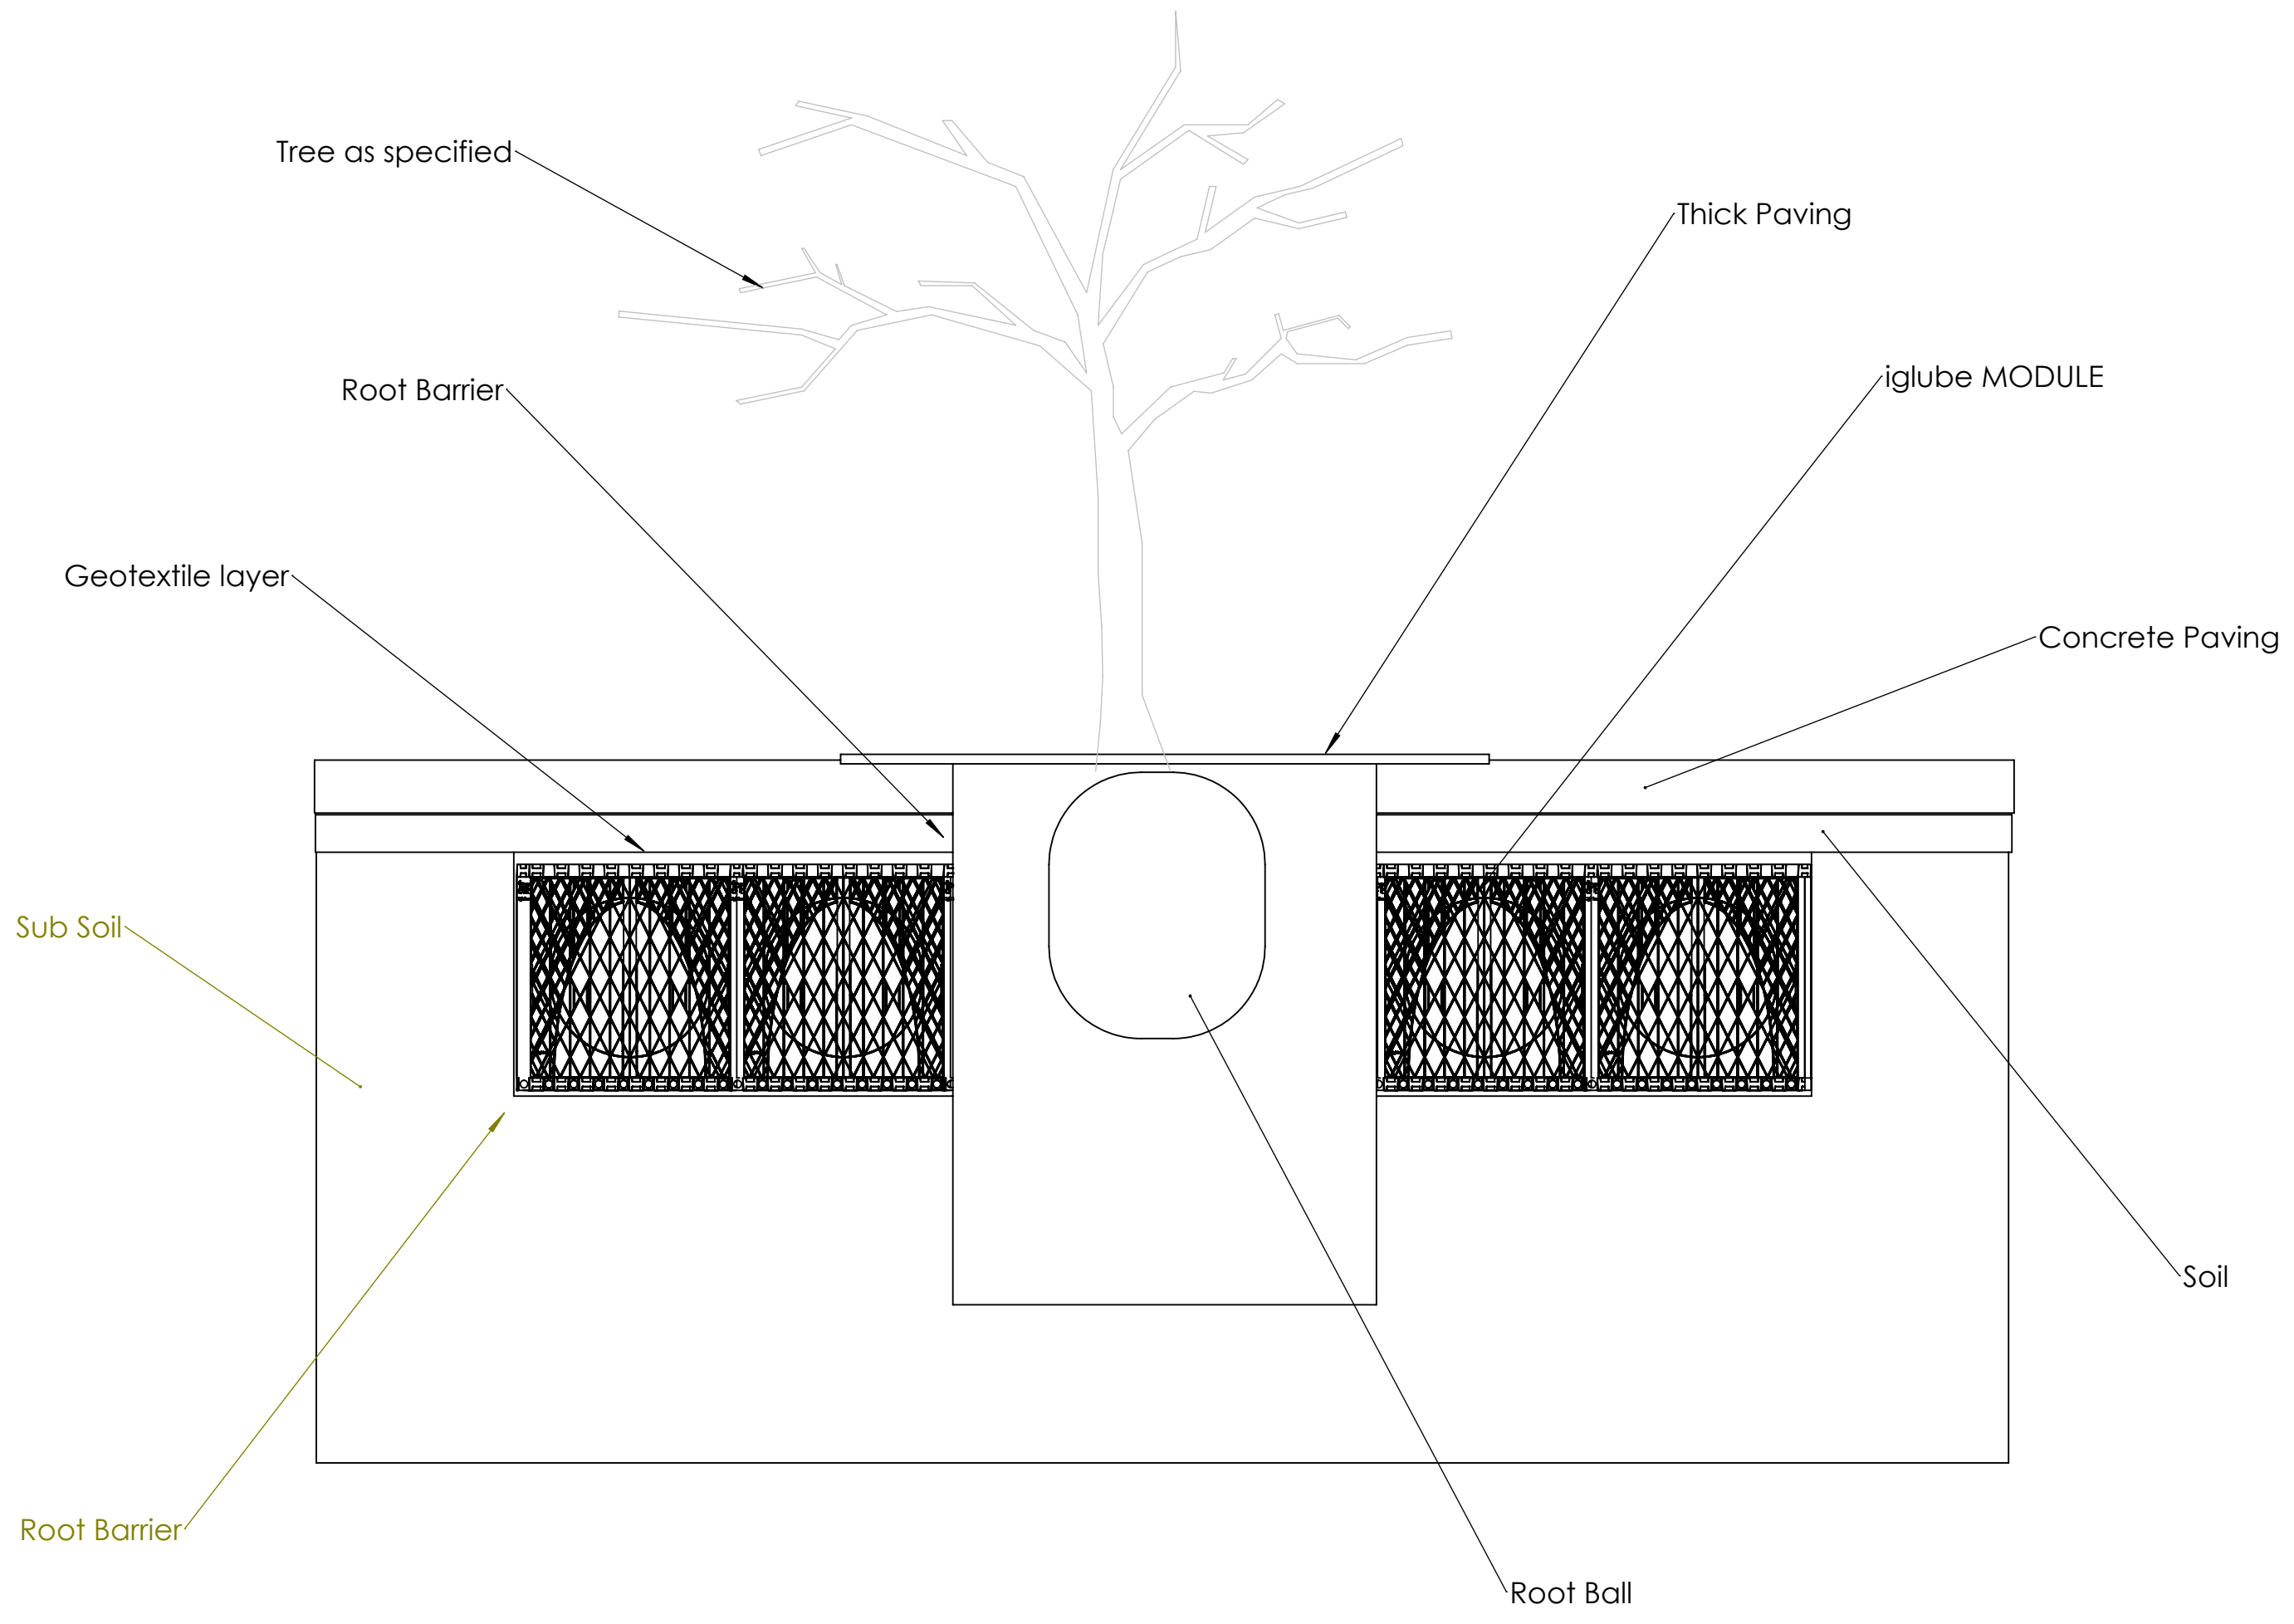 Tree as specified
Thick Paving
iglube MODULE
Root Barrier
Geotextile layer
Concrete Paving
Sub Soil
Soil
Root Barrier
Root Ball